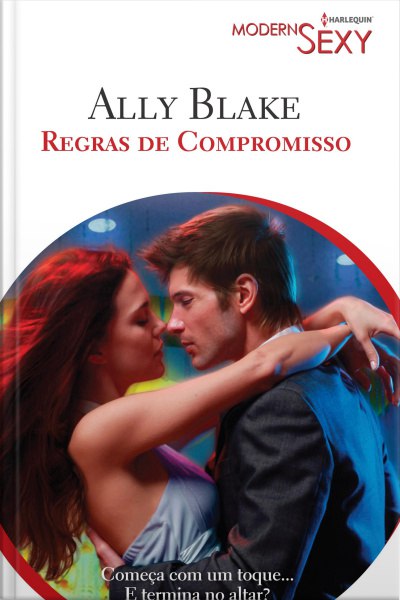 HARLEQUIN
MODERN SEXY
ALLY BLAKE
REGRAS DE COMPROMISSO
Começa com um toque...
E termina no altar?